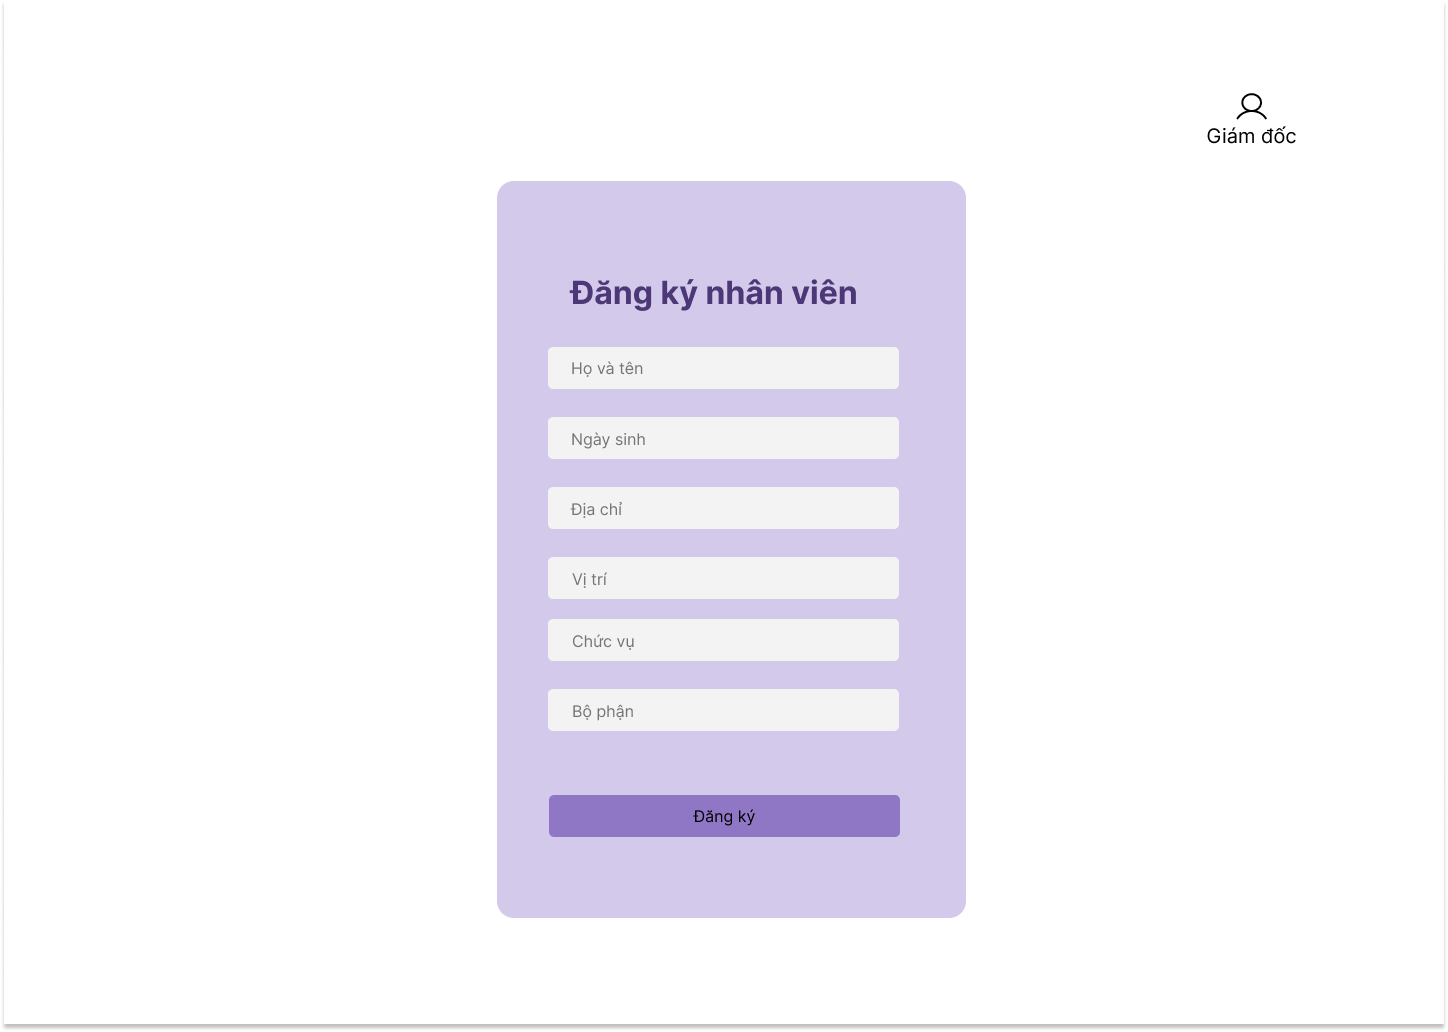 Giám đốc
Đăng ký nhân viên
Họ và tên
Ngày sinh
Địa chỉ
Vị trí
Chức vụ
Bộ phận
Đăng ký